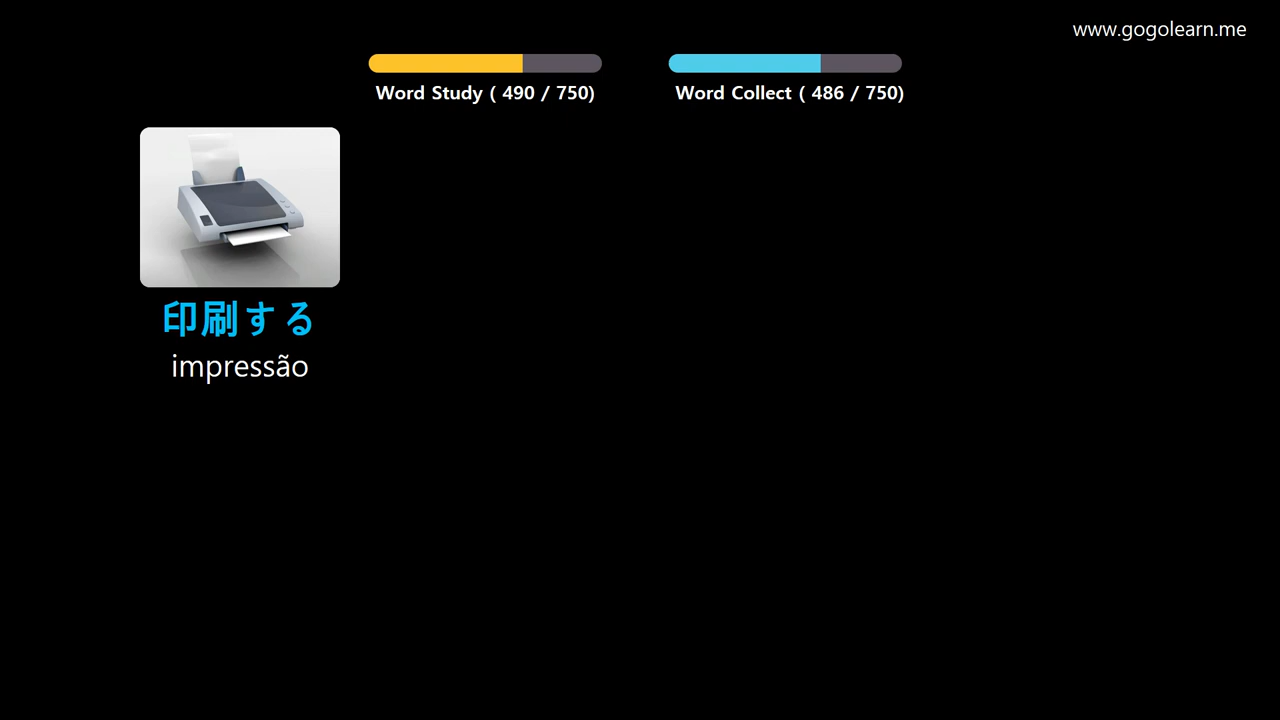 www.gogolearn.me
Word Study ( 490 / 750)
Word Collect ( 486 / 750)
印刷する
impressão